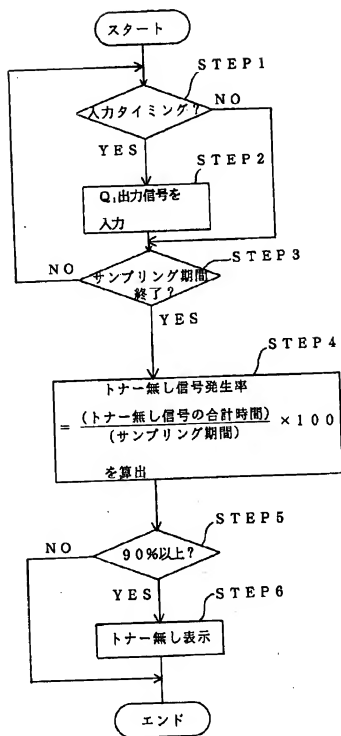 スタート
STEP1
入力タイミング?
NO
YES
STEP2
Q₁出力信号を
入力
STEP3
NO
サンプリング期間
終了?
YES
STEP4
トナー無し信号発生率
= (トナー無し信号の合計時間)
(サンプリング期間)
×100
を算出
STEP5
NO
90%以上?
YES
STEP6
トナー無し表示
エンド